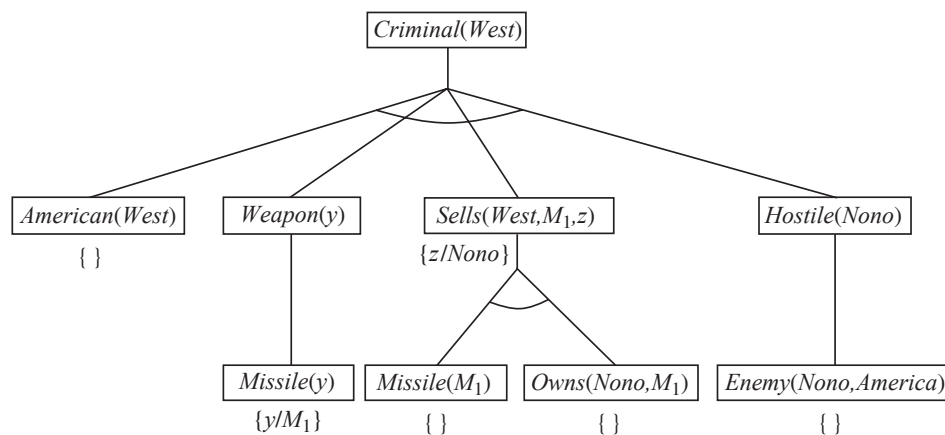 Criminal(West)
American(West) Weapon(y) Sells(West,M₁,z) Hostile(Nono)
{ } {z/Nono}
Missile(y) Missile(M₁) Owns(Nono,M₁) Enemy(Nono,America)
{y/M₁} { } { } { }